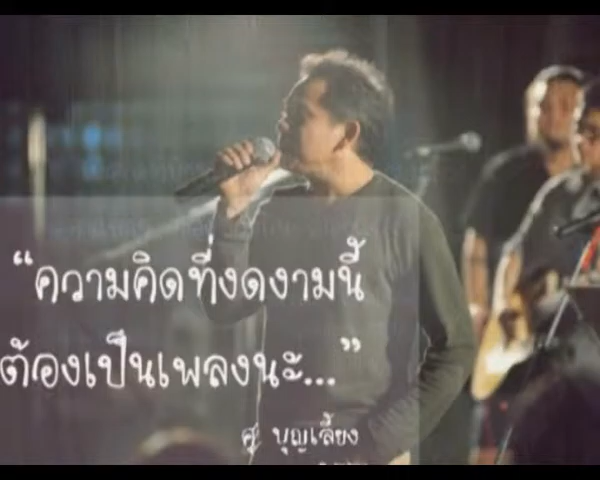 “ความคิดที่งดงามนี้
ต้องเป็นเพลงนะ...”
ศุ บุญเลี้ยง